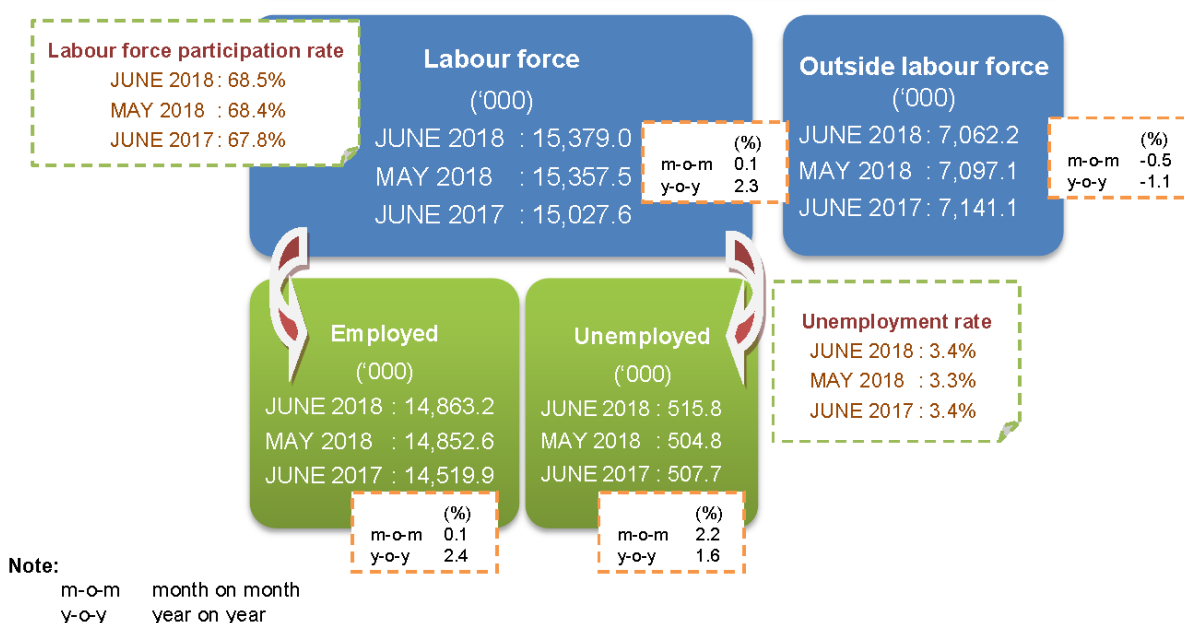 Labour force participation rate
JUNE 2018 : 68.5%
MAY 2018 : 68.4%
JUNE 2017 : 67.8%
Labour force
(‘000)
JUNE 2018 : 15,379.0
MAY 2018 : 15,357.5
JUNE 2017 : 15,027.6
(%)
m-o-m 0.1
y-o-y 2.3
Outside labour force
(‘000)
JUNE 2018 : 7,062.2
MAY 2018 : 7,097.1
JUNE 2017 : 7,141.1
(%)
m-o-m -0.5
y-o-y -1.1
Employed
(‘000)
JUNE 2018 : 14,863.2
MAY 2018 : 14,852.6
JUNE 2017 : 14,519.9
(%)
m-o-m 0.1
y-o-y 2.4
Unemployed
(‘000)
JUNE 2018 : 515.8
MAY 2018 : 504.8
JUNE 2017 : 507.7
(%)
m-o-m 2.2
y-o-y 1.6
Unemployment rate
JUNE 2018 : 3.4%
MAY 2018 : 3.3%
JUNE 2017 : 3.4%
Note:
m-o-m month on month
y-o-y year on year